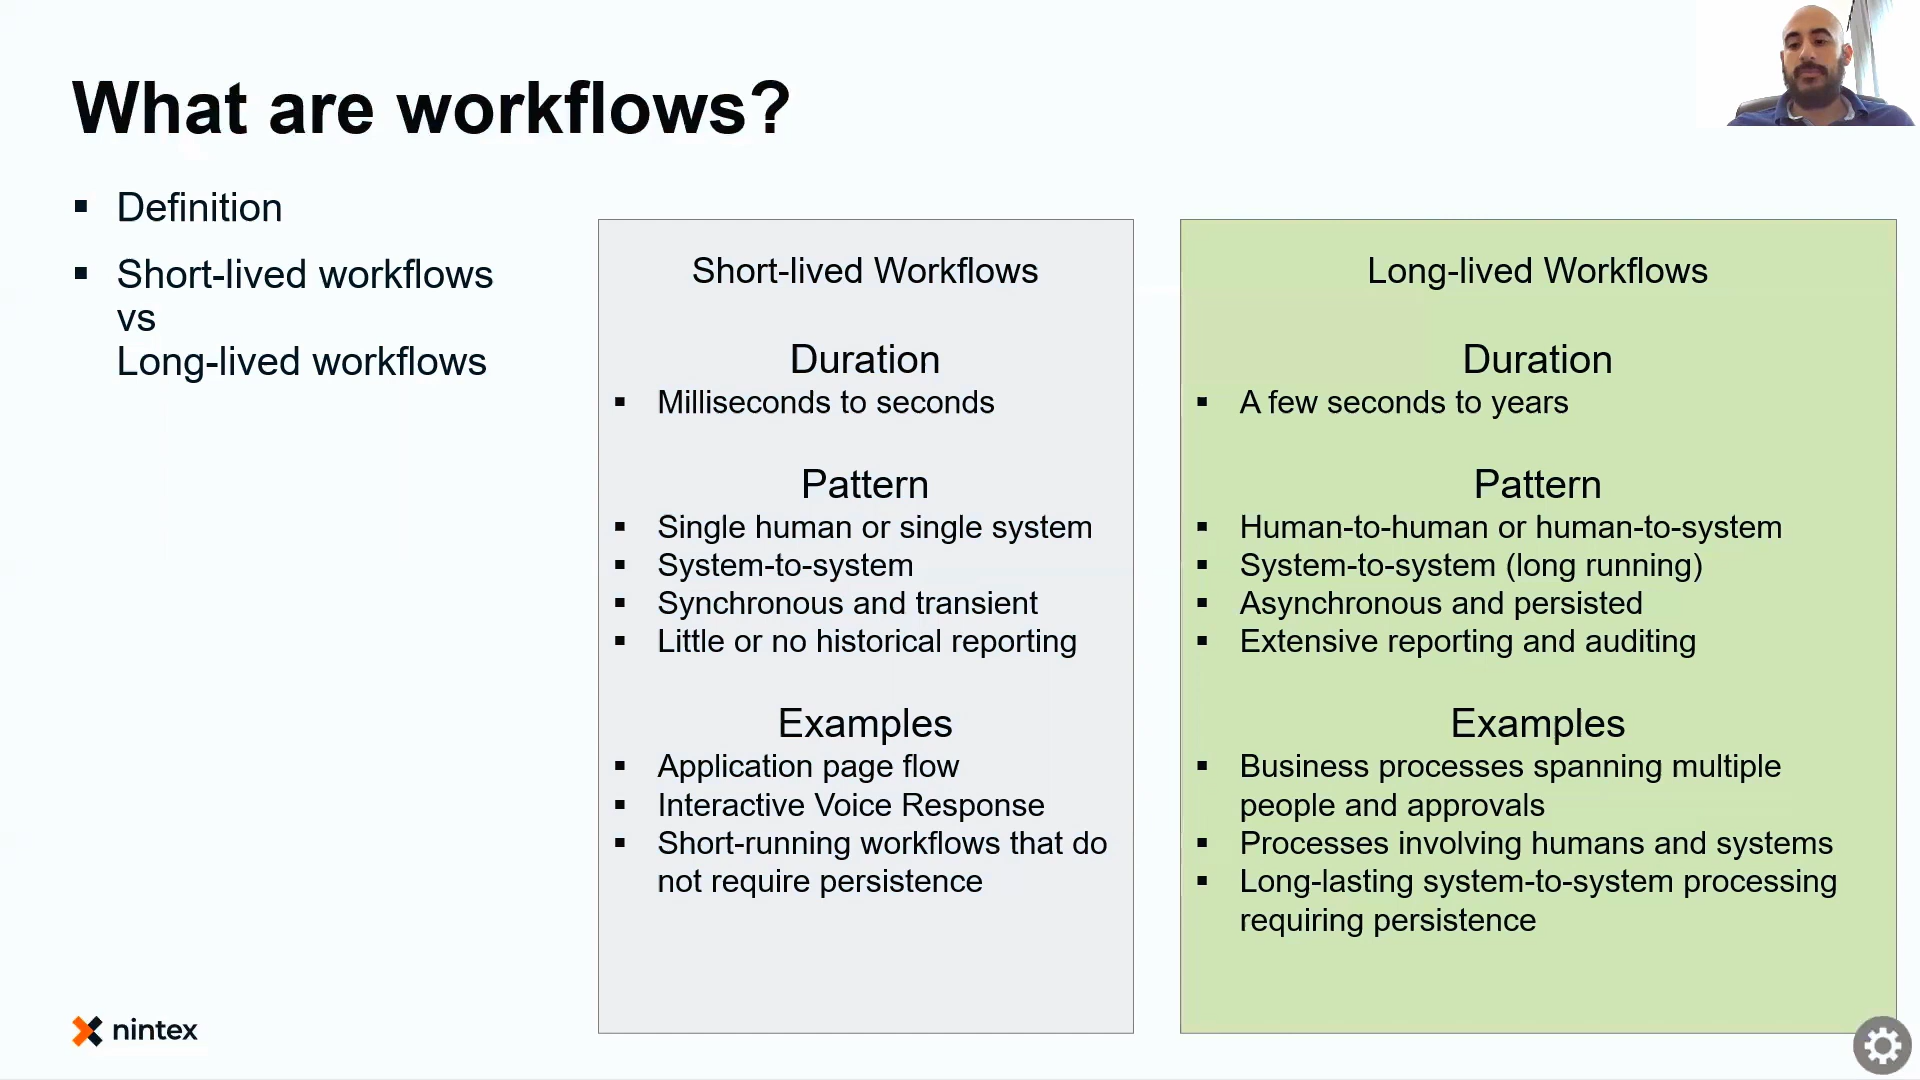 What are workflows?
Definition
Short-lived workflows
vs
Long-lived workflows
Short-lived Workflows
Duration
Milliseconds to seconds
Pattern
Single human or single system
System-to-system
Synchronous and transient
Little or no historical reporting
Examples
Application page flow
Interactive Voice Response
Short-running workflows that do
not require persistence
Long-lived Workflows
Duration
A few seconds to years
Pattern
Human-to-human or human-to-system
System-to-system (long running)
Asynchronous and persisted
Extensive reporting and auditing
Examples
Business processes spanning multiple
people and approvals
Processes involving humans and systems
Long-lasting system-to-system processing
requiring persistence
nintex